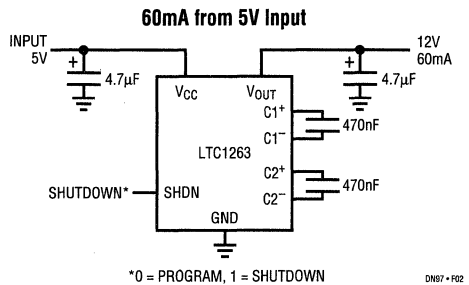 60mA from 5V Input
INPUT
5V
12V
60mA
+
4.7µF
+
4.7µF
VCC
VOUT
C1+
C1−
470nF
LTC1263
C2+
C2−
470nF
SHUTDOWN*
SHDN
GND
*0 = PROGRAM, 1 = SHUTDOWN
DN97 • F02